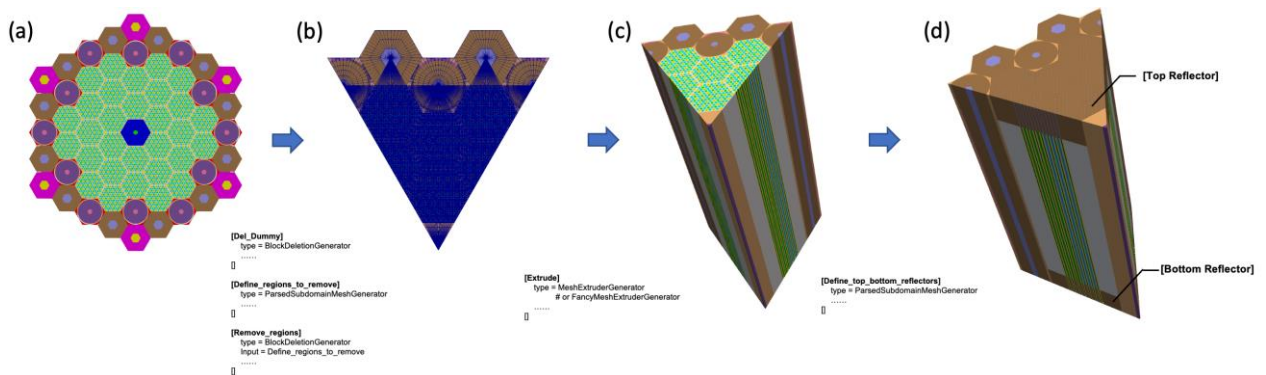 (a)
(b)
(c)
(d)
[Top Reflector]
[Bottom Reflector]
[Del_Dummy]
type = BlockDeletionGenerator
......
[]
[Define_regions_to_remove]
type = ParsedSubdomainMeshGenerator
......
[]
[Remove_regions]
type = BlockDeletionGenerator
Input = Define_regions_to_remove
......
[]
[Extrude]
type = MeshExtruderGenerator
# or FancyMeshExtruderGenerator
......
[]
[Define_top_bottom_reflectors]
type = ParsedSubdomainMeshGenerator
......
[]